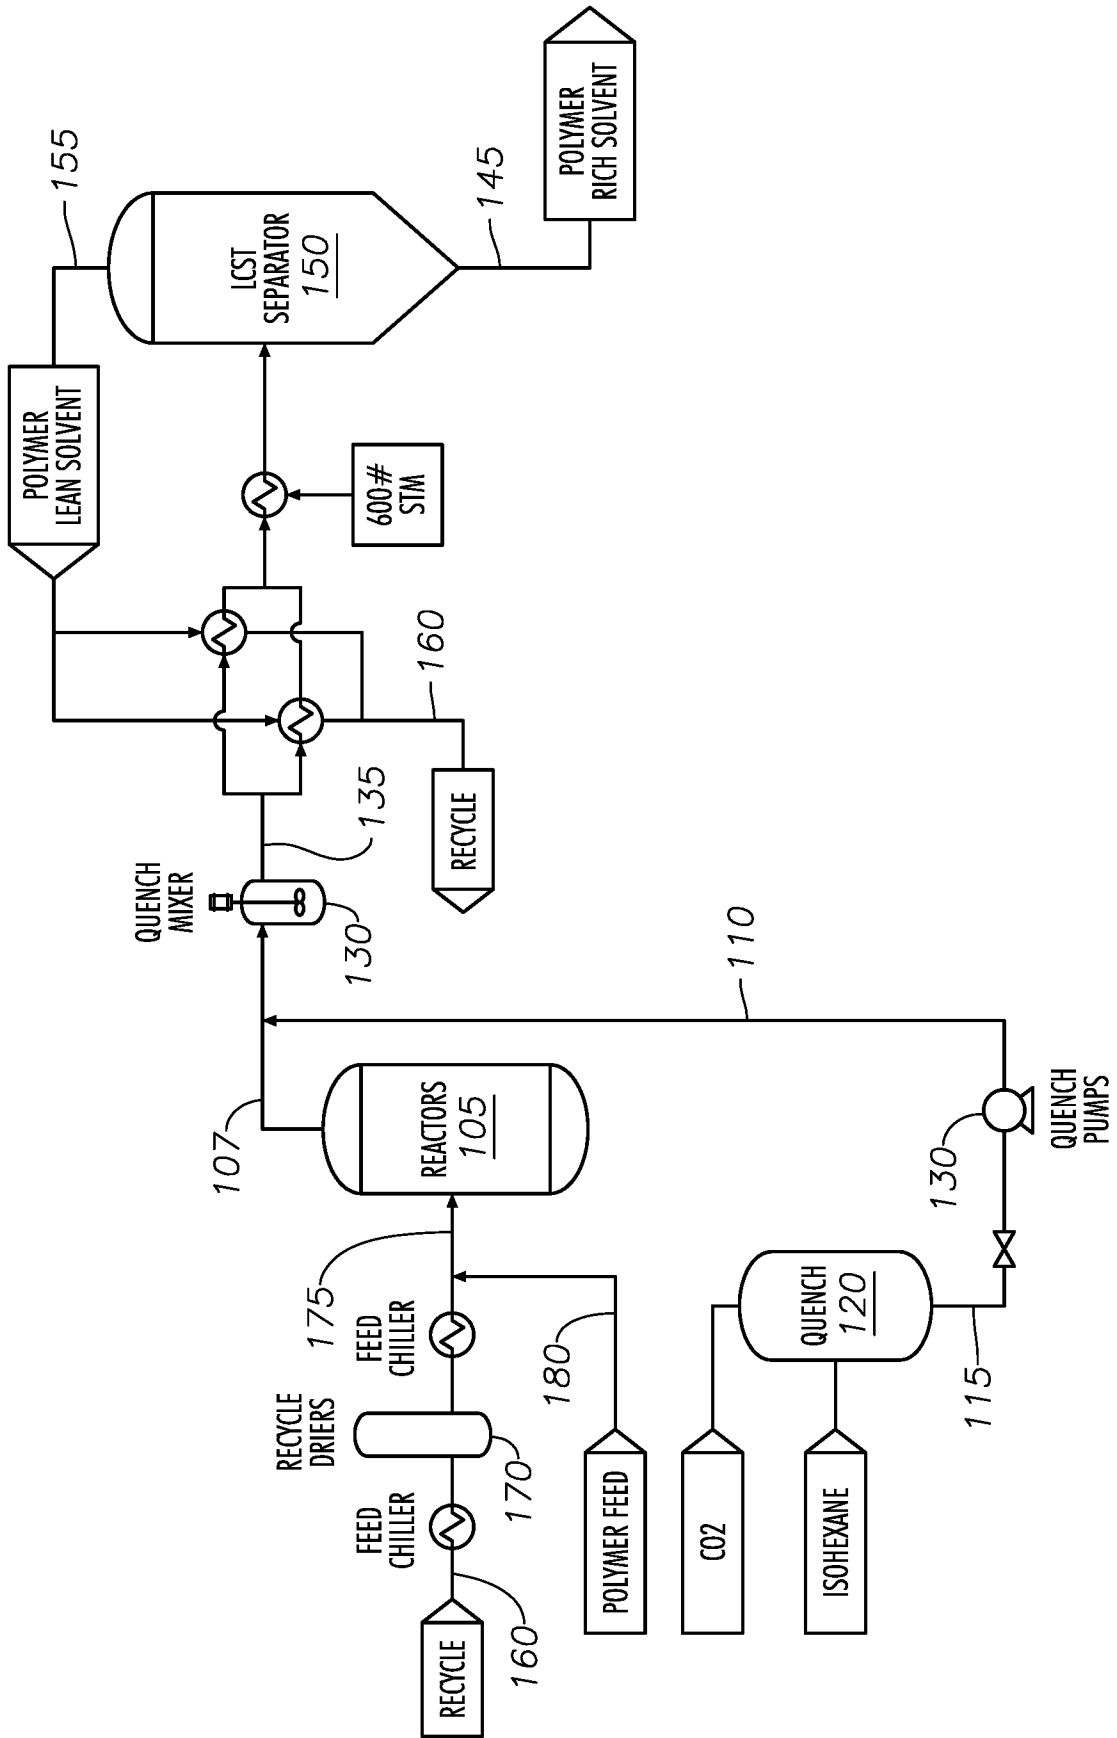 RECYCLE
160
FEED
CHILLER
RECYCLE
DRIERS
170
FEED
CHILLER
175
POLYMER FEED
180
REACTORS
105
107
CO2
ISOHEXANE
QUENCH
120
115
130
QUENCH
PUMPS
110
QUENCH
MIXER
130
135
RECYCLE
160
600#
STM
POLYMER
LEAN SOLVENT
155
LCST
SEPARATOR
150
145
POLYMER
RICH SOLVENT